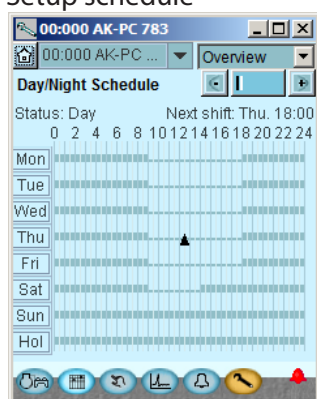 Setup schedule
00:000 AK-PC 783
00:000 AK-PC ... Overview
Day/Night Schedule
Status: Day Next shift: Thu. 18:00
0 2 4 6 8 10 12 14 16 18 20 22 24
Mon
Tue
Wed
Thu
Fri
Sat
Sun
Hol